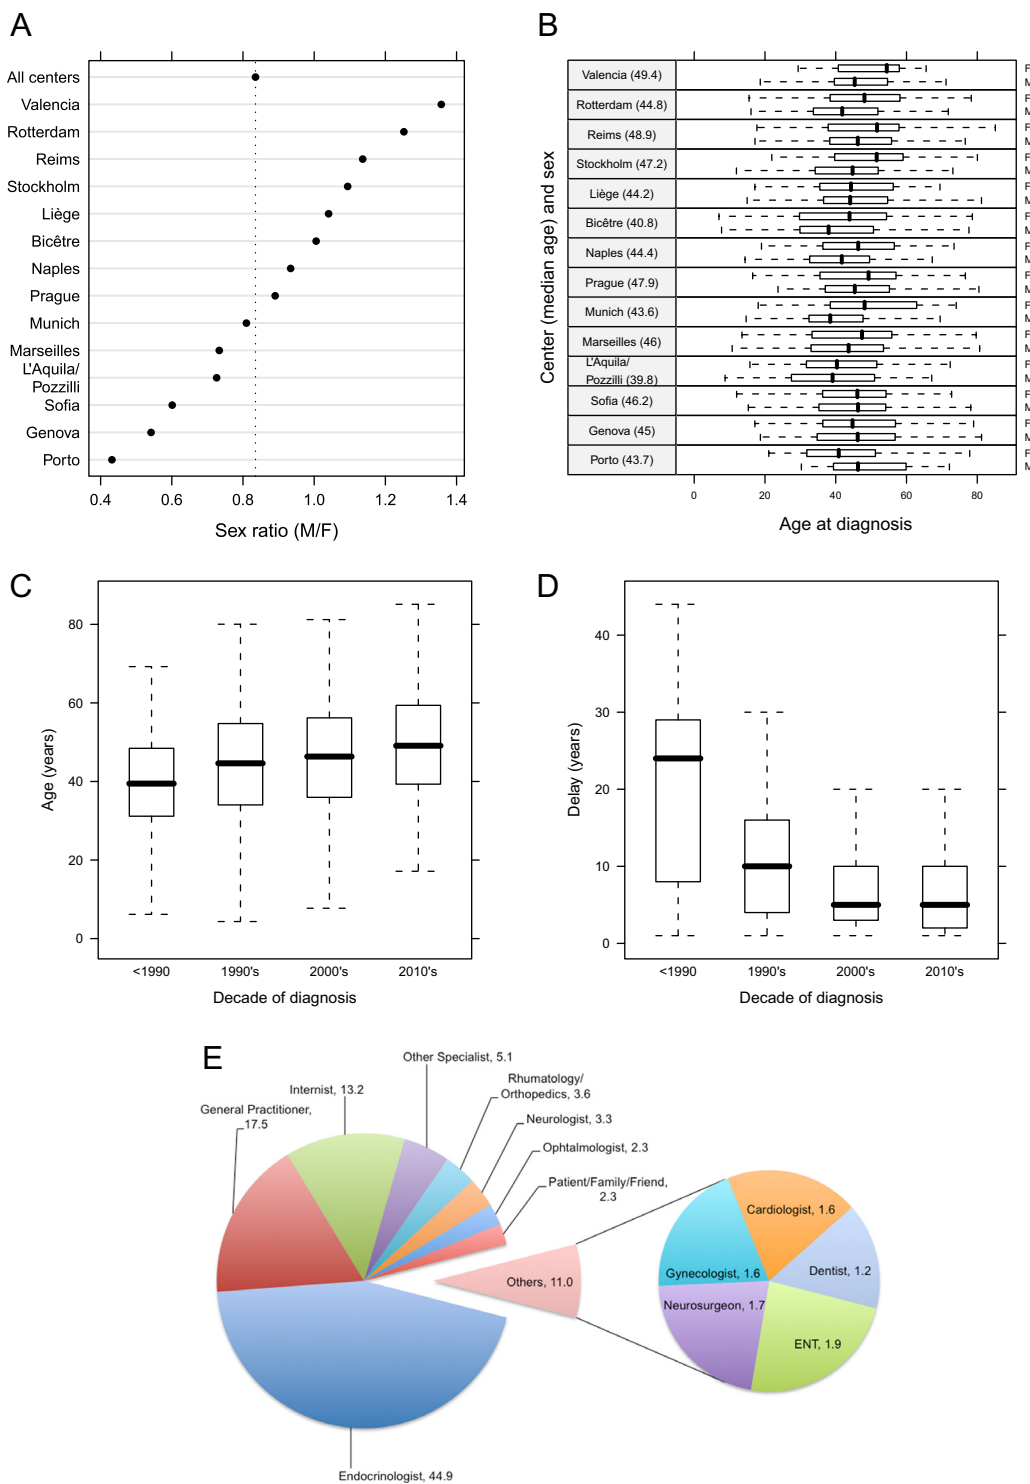 A
All centers
Valencia
Rotterdam
Reims
Stockholm
Liège
Bicêtre
Naples
Prague
Munich
Marseilles
L'Aquila/
Pozzilli
Sofia
Genova
Porto
0.4 0.6 0.8 1.0 1.2 1.4
Sex ratio (M/F)
B
Center (median age) and sex
Valencia (49.4)
F
M
Rotterdam (44.8)
F
M
Reims (48.9)
F
M
Stockholm (47.2)
F
M
Liège (44.2)
F
M
Bicêtre (40.8)
F
M
Naples (44.4)
F
M
Prague (47.9)
F
M
Munich (43.6)
F
M
Marseilles (46)
F
M
L'Aquila/
Pozzilli (39.8)
F
M
Sofia (46.2)
F
M
Genova (45)
F
M
Porto (43.7)
F
M
0 20 40 60 80
Age at diagnosis
C
Age (years)
80
60
40
20
0
<1990 1990's 2000's 2010's
Decade of diagnosis
D
Delay (years)
40
30
20
10
0
<1990 1990's 2000's 2010's
Decade of diagnosis
E
Other Specialist, 5.1
Internist, 13.2
General Practitioner,
17.5
Rhumatology/
Orthopedics, 3.6
Neurologist, 3.3
Ophtalmologist, 2.3
Patient/Family/Friend,
2.3
Others, 11.0
Endocrinologist, 44.9
Cardiologist, 1.6
Gynecologist, 1.6
Dentist, 1.2
Neurosurgeon, 1.7
ENT, 1.9